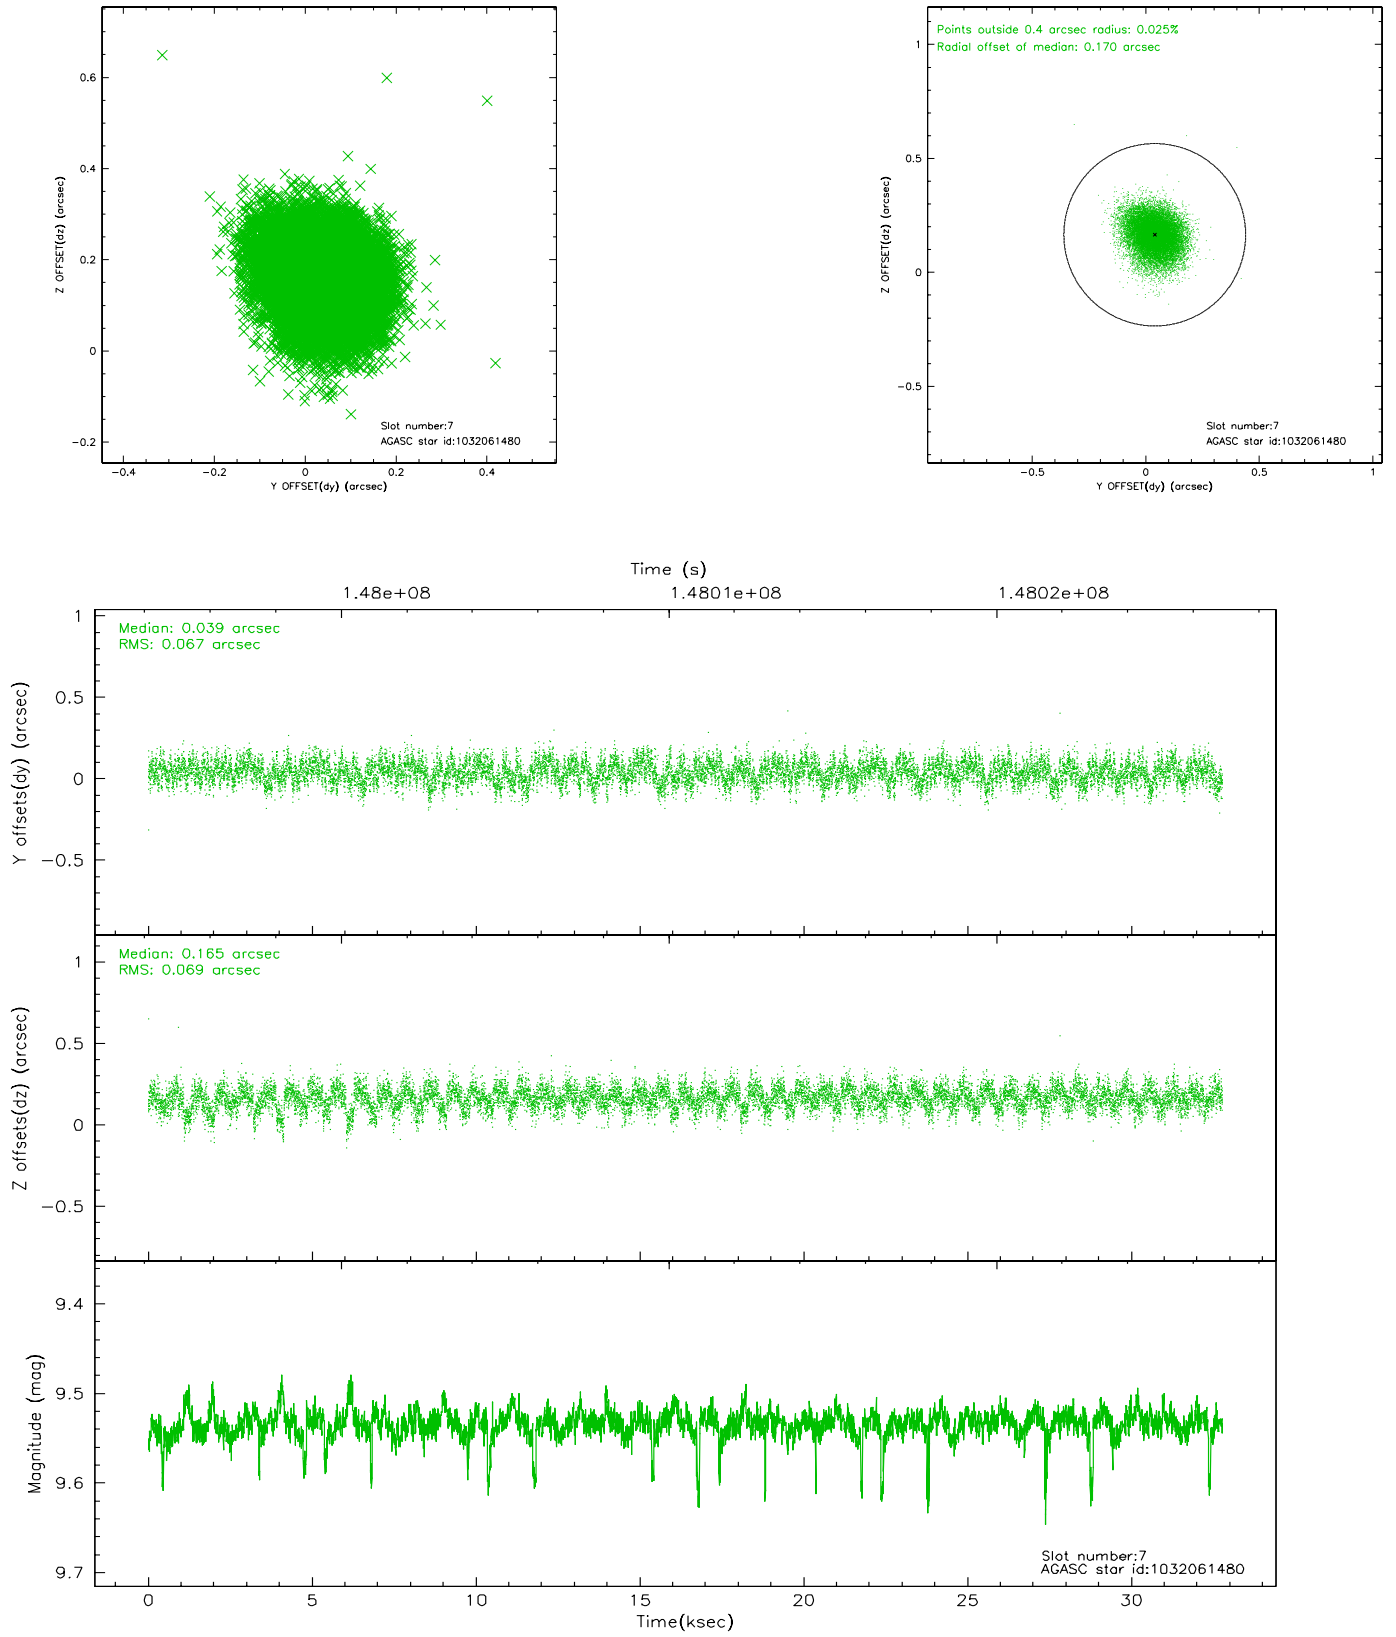 0.6
0.4
0.2
0
−0.2
Z OFFSET(dz) (arcsec)
−0.4
−0.2
0
0.2
0.4
Y OFFSET(dy) (arcsec)
Slot number:7
AGASC star id:1032061480
Points outside 0.4 arcsec radius: 0.025%
Radial offset of median: 0.170 arcsec
1
0.5
0
−0.5
Z OFFSET(dz) (arcsec)
−0.5
0
0.5
1
Y OFFSET(dy) (arcsec)
Slot number:7
AGASC star id:1032061480
Time (s)
1.48e+08
1.4801e+08
1.4802e+08
Median: 0.039 arcsec
RMS: 0.067 arcsec
1
0.5
0
−0.5
Y offsets(dy) (arcsec)
Median: 0.165 arcsec
RMS: 0.069 arcsec
1
0.5
0
−0.5
Z offsets(dz) (arcsec)
9.4
9.5
9.6
9.7
Magnitude (mag)
Slot number:7
AGASC star id:1032061480
0
5
10
15
20
25
30
Time(ksec)